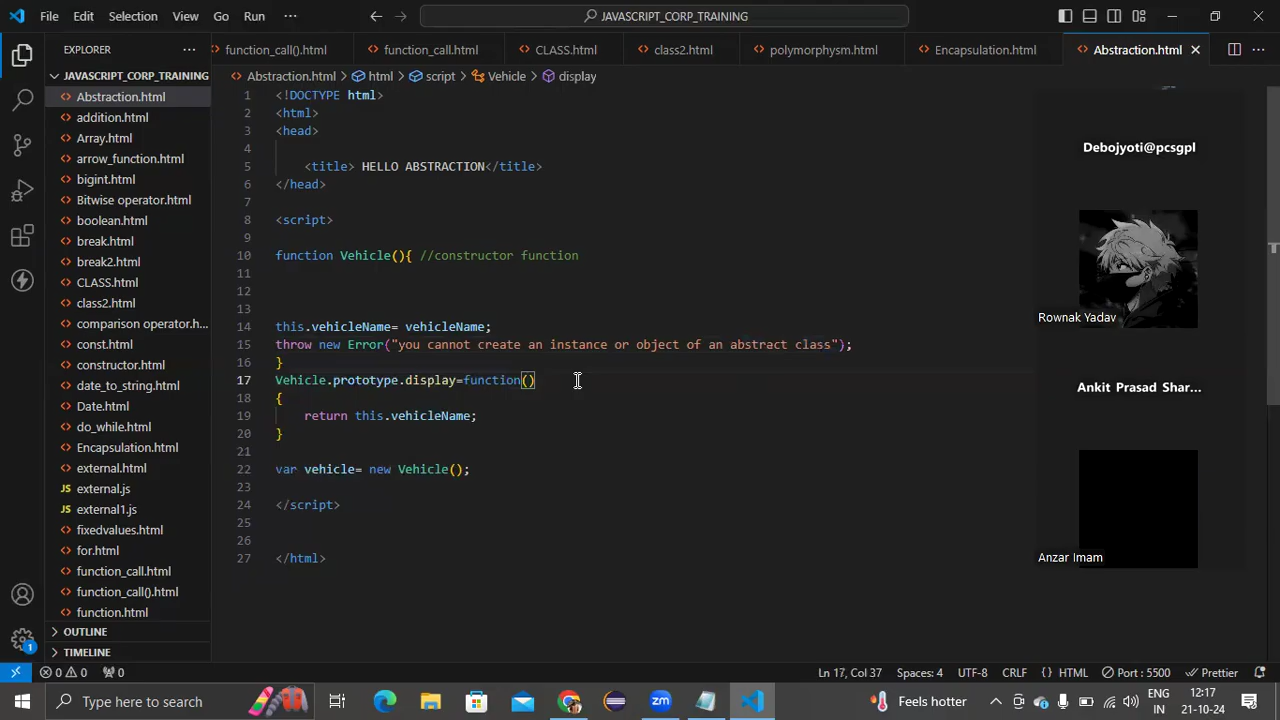 File Edit Selection View Go Run ··· JAVASCRIPT_CORP_TRAINING
EXPLORER ···
function_call().html function_call.html CLASS.html class2.html polymorphysm.html Encapsulation.html Abstraction.html
JAVASCRIPT_CORP_TRAINING
Abstraction.html > html > script > Vehicle > display
Abstraction.html
addition.html
Array.html
arrow_function.html
bigint.html
Bitwise operator.html
boolean.html
break.html
break2.html
CLASS.html
class2.html
comparison operator.h...
const.html
constructor.html
date_to_string.html
Date.html
do_while.html
Encapsulation.html
external.html
JS external.js
JS external1.js
fixedvalues.html
for.html
function_call.html
function_call().html
function.html
OUTLINE
TIMELINE
1 <!DOCTYPE html>
2 <html>
3 <head>
4
5 <title> HELLO ABSTRACTION</title>
6 </head>
7
8 <script>
9
10 function Vehicle(){ //constructor function
11
12
13
14 this.vehicleName= vehicleName;
15 throw new Error("you cannot create an instance or object of an abstract class");
16 }
17 Vehicle.prototype.display=function()
18 {
19 return this.vehicleName;
20 }
21
22 var vehicle= new Vehicle();
23
24 </script>
25
26
27 </html>
Debojyoti@pcsgpl
Rownak Yadav
Ankit Prasad Shar...
Anzar Imam
1
0 0 0 Ln 17, Col 37 Spaces: 4 UTF-8 CRLF { } HTML Port : 5500 Prettier
Type here to search zm Feels hotter ENG IN 12:17 21-10-24